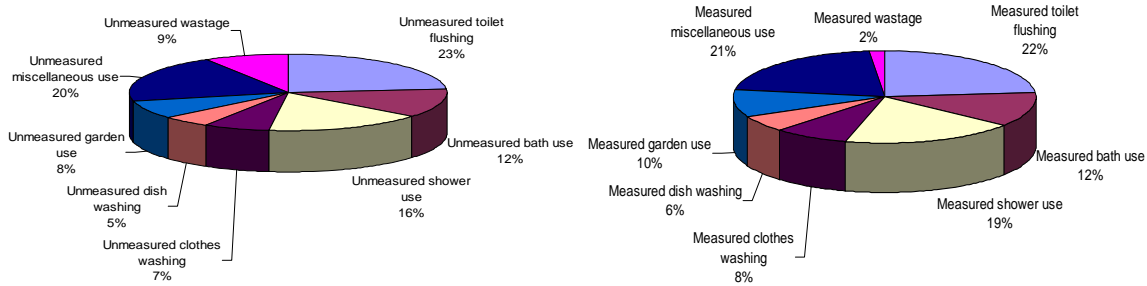 Unmeasured wastage
9%
Unmeasured toilet
flushing
23%
Unmeasured
miscellaneous use
20%
Unmeasured garden
use
8%
Unmeasured bath use
12%
Unmeasured dish
washing
5%
Unmeasured shower
use
16%
Unmeasured clothes
washing
7%
Measured
miscellaneous use
21%
Measured wastage
2%
Measured toilet
flushing
22%
Measured garden use
10%
Measured bath use
12%
Measured dish washing
6%
Measured shower use
19%
Measured clothes
washing
8%